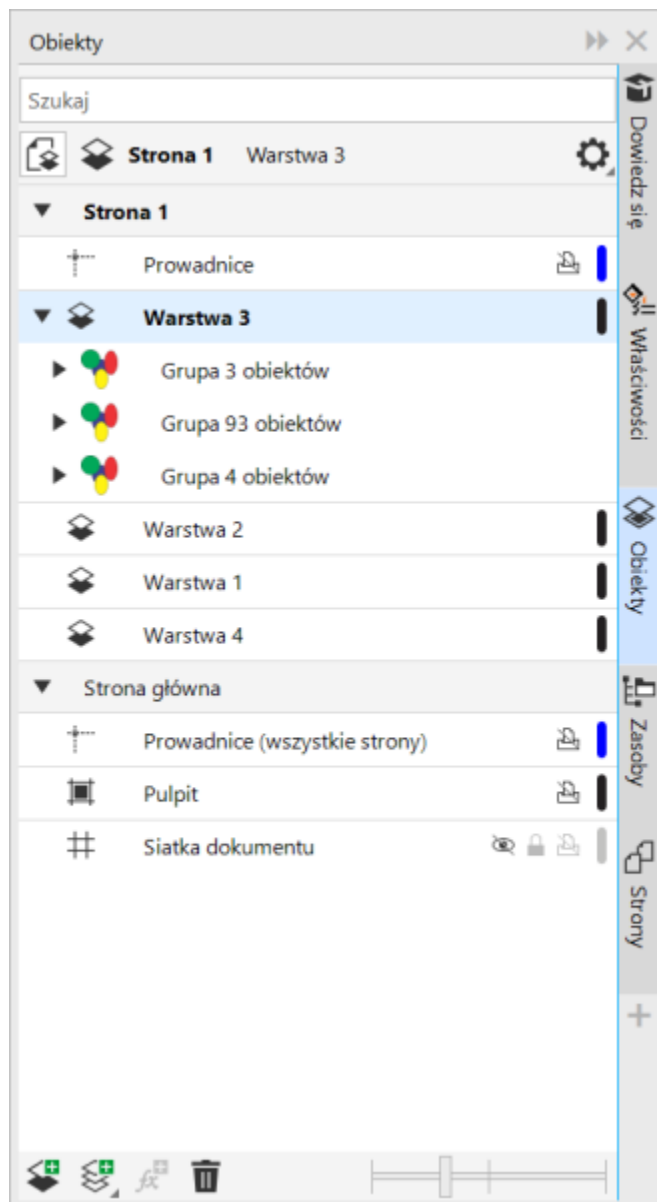 Obiekty
Szukaj
Strona 1 Warstwa 3
Strona 1
Prowadnice
Warstwa 3
Grupa 3 obiektów
Grupa 93 obiektów
Grupa 4 obiektów
Warstwa 2
Warstwa 1
Warstwa 4
Strona główna
Prowadnice (wszystkie strony)
Pulpit
Siatka dokumentu
Dowiedz się
Właściwości
Obiekty
Zasoby
Strony
fx